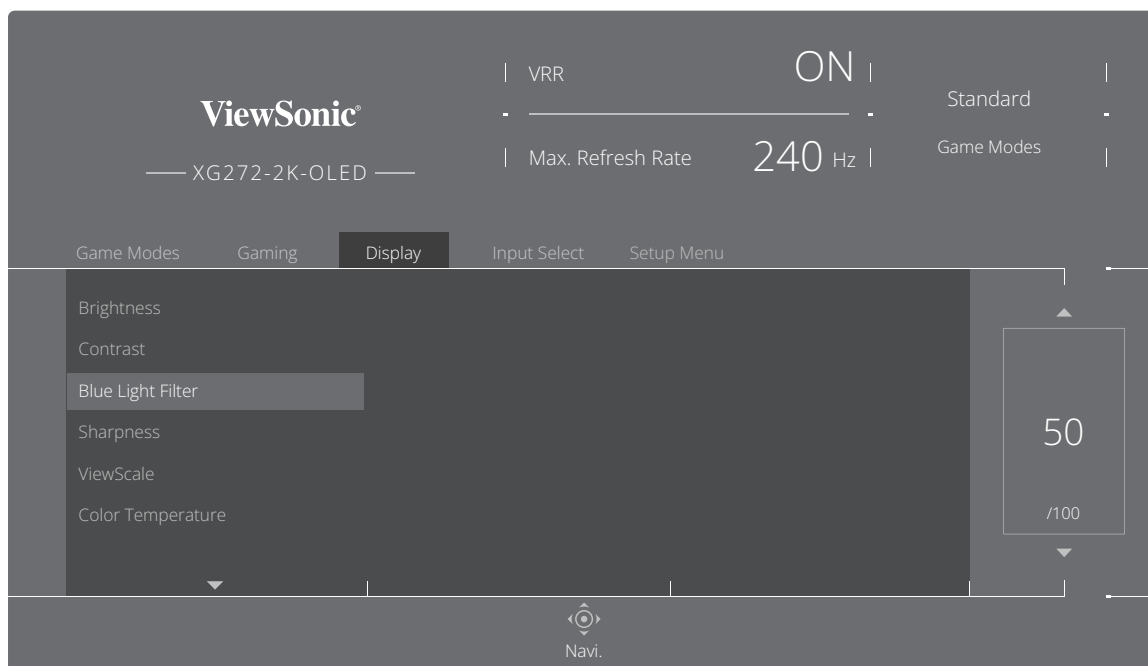 ViewSonic®
XG272-2K-OLED
VRR ON
Max. Refresh Rate 240 Hz
Standard
Game Modes
Game Modes Gaming Display Input Select Setup Menu
Brightness
Contrast
Blue Light Filter
Sharpness
ViewScale
Color Temperature
50
/100
Navi.